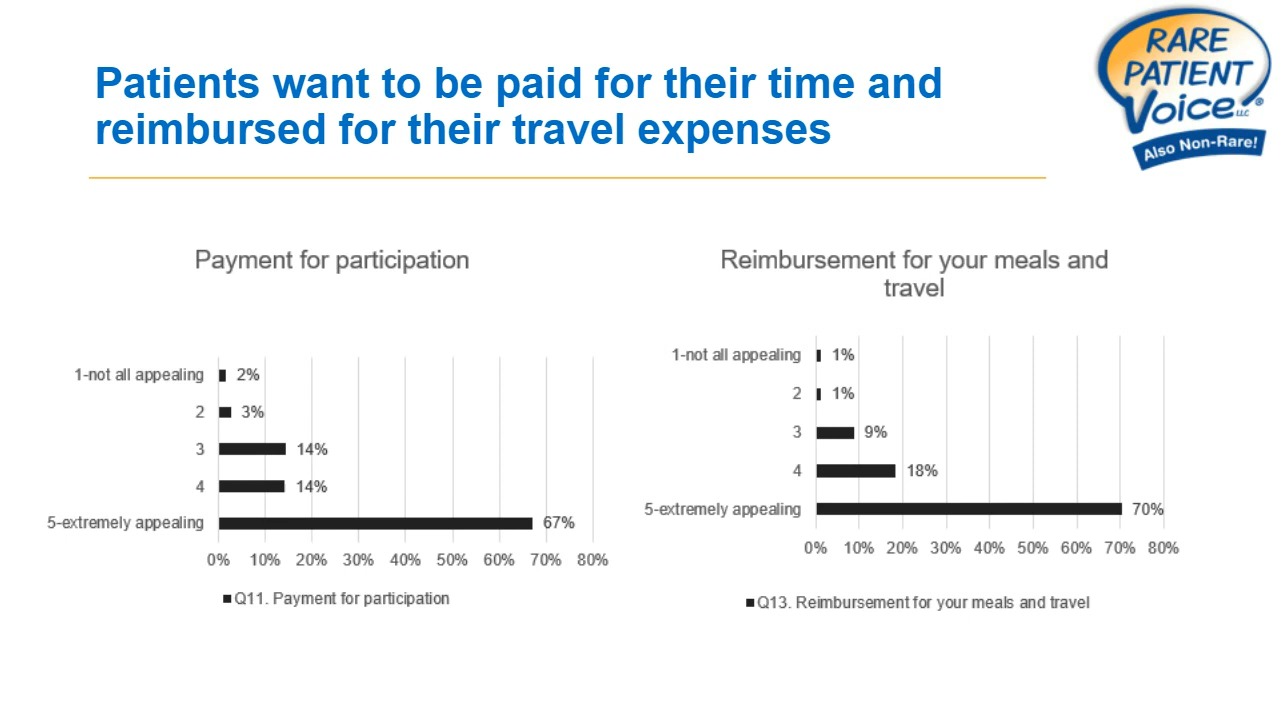 Patients want to be paid for their time and
reimbursed for their travel expenses
RARE
PATIENT
Voice LLC ®
Also Non-Rare!
Payment for participation
1-not all appealing 2%
2 3%
3 14%
4 14%
5-extremely appealing 67%
0% 10% 20% 30% 40% 50% 60% 70% 80%
Q11. Payment for participation
Reimbursement for your meals and
travel
1-not all appealing 1%
2 1%
3 9%
4 18%
5-extremely appealing 70%
0% 10% 20% 30% 40% 50% 60% 70% 80%
Q13. Reimbursement for your meals and travel